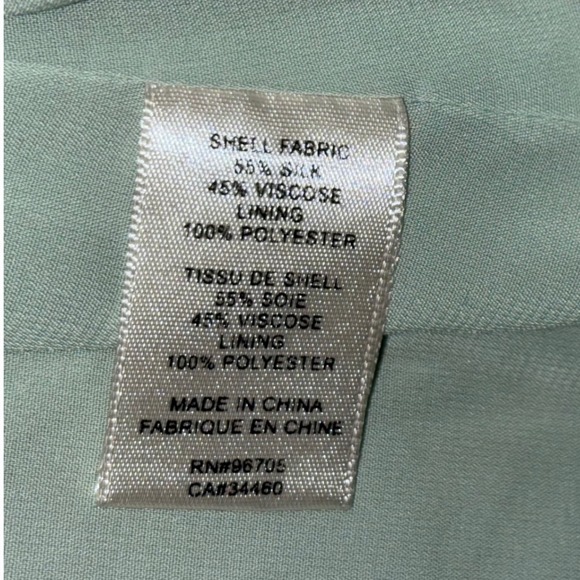 SHELL FABRIC
55% SILK
45% VISCOSE
LINING
100% POLYESTER
TISSU DE SHELL
55% SOIE
45% VISCOSE
LINING
100% POLYESTER
MADE IN CHINA
FABRIQUE EN CHINE
RN#96705
CA#34460